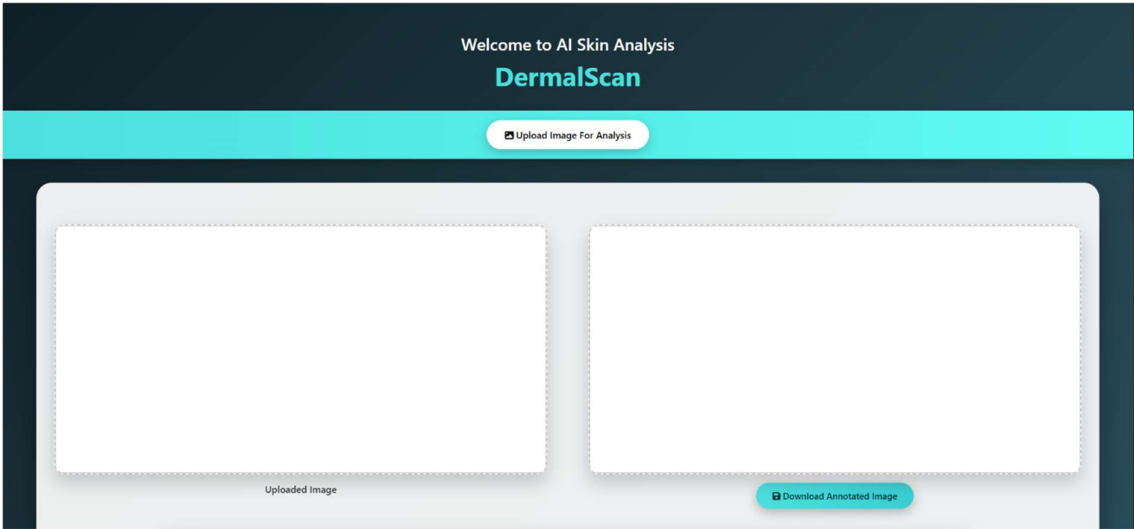 Welcome to AI Skin Analysis
DermalScan
Upload Image For Analysis
Uploaded Image
Download Annotated Image